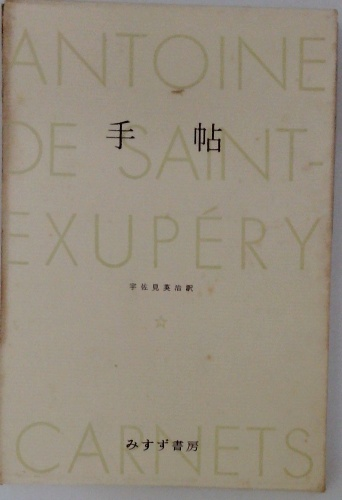 ANTOINE
手帖
DE SAINT-
EXUPÉRY
宇佐見英治訳
☆
みすず書房
CARNETS